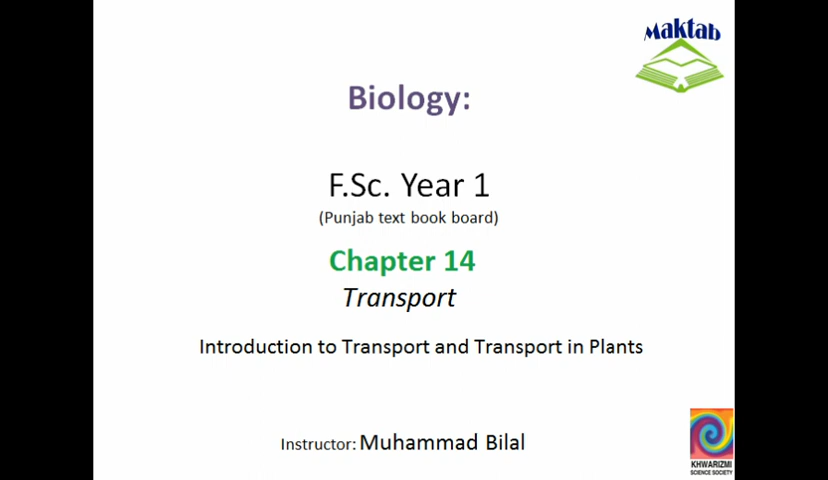 Maktab
Biology:
F.Sc. Year 1
(Punjab text book board)
Chapter 14
Transport
Introduction to Transport and Transport in Plants
Instructor: Muhammad Bilal
KHWARIZMI
SCIENCE SOCIETY